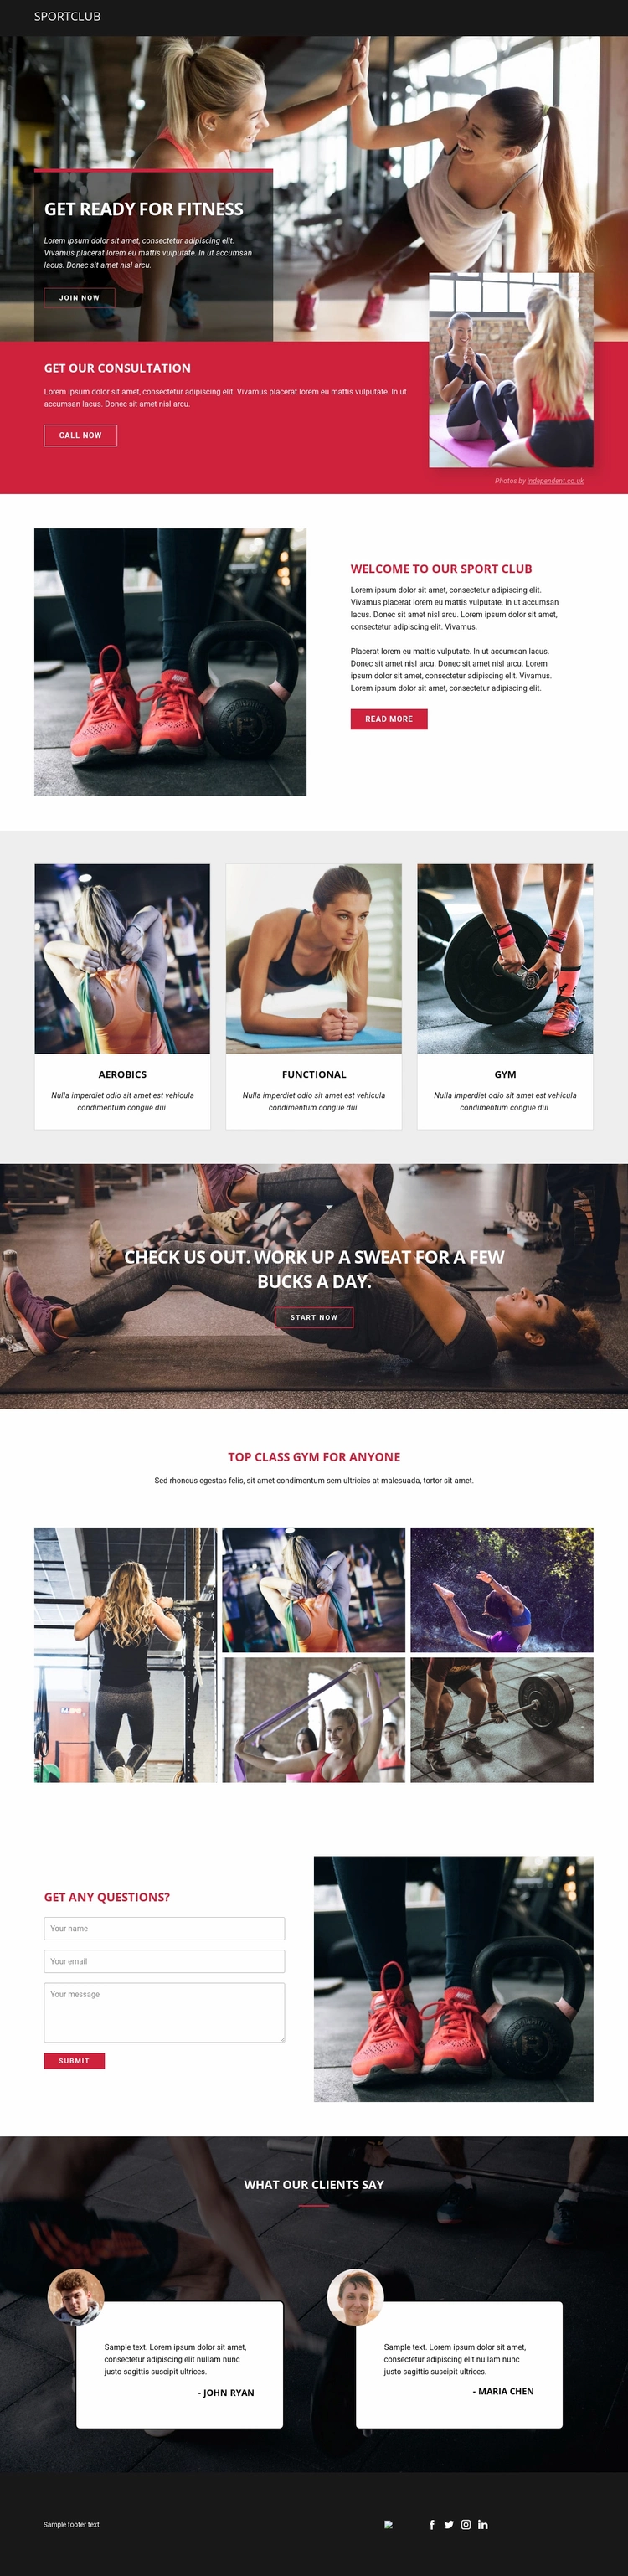 SPORTCLUB
GET READY FOR FITNESS
Lorem ipsum dolor sit amet, consectetur adipiscing elit.
Vivamus placerat lorem eu mattis vulputate. In ut accumsan
lacus. Donec sit amet nisl arcu.
JOIN NOW
GET OUR CONSULTATION
Lorem ipsum dolor sit amet, consectetur adipiscing elit. Vivamus placerat lorem eu mattis vulputate. In ut
accumsan lacus. Donec sit amet nisl arcu.
CALL NOW
Photos by independent.co.uk
WELCOME TO OUR SPORT CLUB
Lorem ipsum dolor sit amet, consectetur adipiscing elit.
Vivamus placerat lorem eu mattis vulputate. In ut accumsan
lacus. Donec sit amet nisl arcu. Lorem ipsum dolor sit amet,
consectetur adipiscing elit. Vivamus.
Placerat lorem eu mattis vulputate. In ut accumsan lacus.
Donec sit amet nisl arcu. Donec sit amet nisl arcu. Lorem
ipsum dolor sit amet, consectetur adipiscing elit. Vivamus.
Lorem ipsum dolor sit amet, consectetur adipiscing elit.
READ MORE
AEROBICS
Nulla imperdiet odio sit amet est vehicula
condimentum congue dui
FUNCTIONAL
Nulla imperdiet odio sit amet est vehicula
condimentum congue dui
GYM
Nulla imperdiet odio sit amet est vehicula
condimentum congue dui
CHECK US OUT. WORK UP A SWEAT FOR A FEW
BUCKS A DAY.
START NOW
TOP CLASS GYM FOR ANYONE
Sed rhoncus egestas felis, sit amet condimentum sem ultricies at malesuada, tortor sit amet.
GET ANY QUESTIONS?
Your name
Your email
Your message
SUBMIT
WHAT OUR CLIENTS SAY
Sample text. Lorem ipsum dolor sit amet,
consectetur adipiscing elit nullam nunc
justo sagittis suscipit ultrices.
- JOHN RYAN
Sample text. Lorem ipsum dolor sit amet,
consectetur adipiscing elit nullam nunc
justo sagittis suscipit ultrices.
- MARIA CHEN
Sample footer text